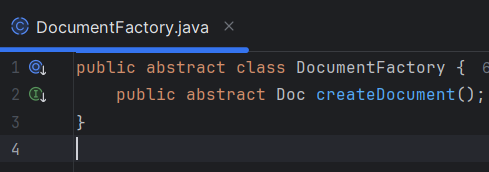 DocumentFactory.java
1 public abstract class DocumentFactory {
2 public abstract Doc createDocument();
3 }
4